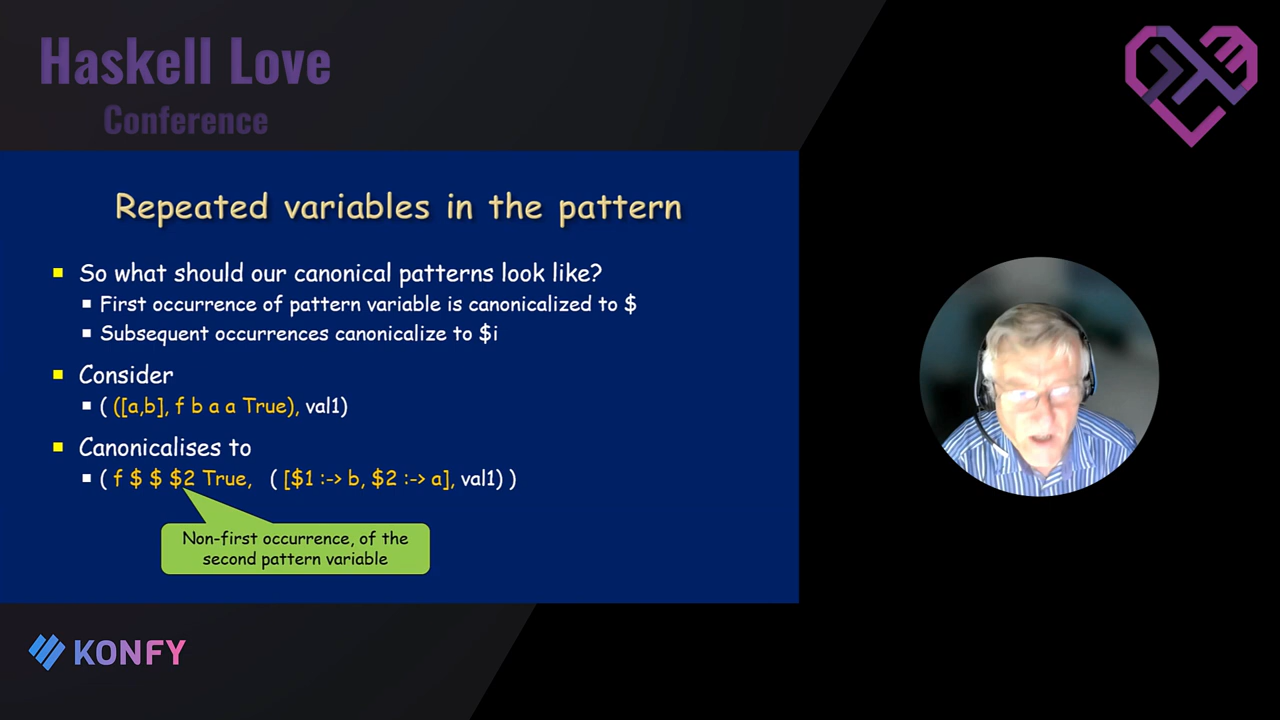 Haskell Love
Conference
Repeated variables in the pattern
So what should our canonical patterns look like?
First occurrence of pattern variable is canonicalized to $
Subsequent occurrences canonicalize to $i
Consider
( ([a,b], f b a a True), val1)
Canonicalises to
( f $ $ $2 True, ( [$1 :-> b, $2 :-> a], val1) )
Non-first occurrence, of the
second pattern variable
KONFY